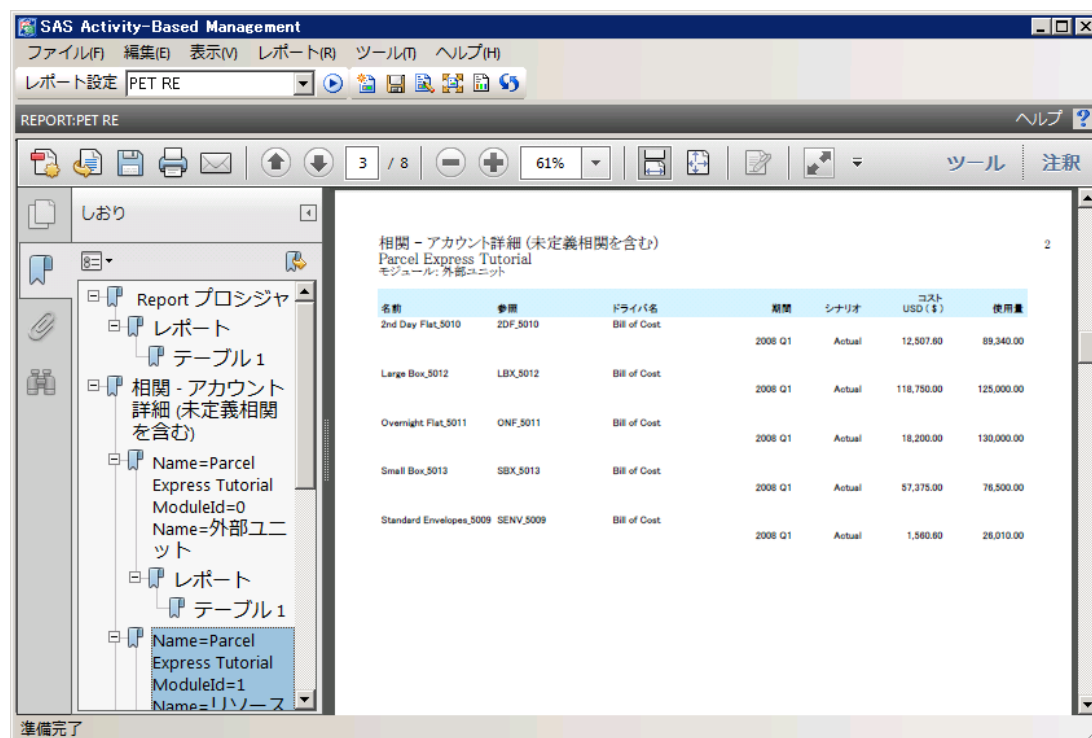 SAS Activity-Based Management
ファイル(F) 編集(E) 表示(V) レポート(R) ツール(T) ヘルプ(H)
レポート設定 PET RE
REPORT:PET RE ヘルプ ?
3 / 8 61% ツール 注釈
しおり
Report プロシジャ
レポート
テーブル 1
相関 - アカウント
詳細 (未定義相関
を含む)
Name=Parcel
Express Tutorial
ModuleId=0
Name=外部ユニ
ット
レポート
テーブル 1
Name=Parcel
Express Tutorial
ModuleId=1
Name=リソース
相関 - アカウント詳細 (未定義相関を含む) 2
Parcel Express Tutorial
モジュール: 外部ユニット
名前 参照 ドライバ名 期間 シナリオ コスト USD ($) 使用量
2nd Day Flat_5010 2DF_5010 Bill of Cost
2008 Q1 Actual 12,507.60 89,340.00
Large Box_5012 LBX_5012 Bill of Cost
2008 Q1 Actual 118,750.00 125,000.00
Overnight Flat_5011 ONF_5011 Bill of Cost
2008 Q1 Actual 18,200.00 130,000.00
Small Box_5013 SBX_5013 Bill of Cost
2008 Q1 Actual 57,375.00 76,500.00
Standard Envelopes_5009 SENV_5009 Bill of Cost
2008 Q1 Actual 1,560.60 26,010.00
準備完了